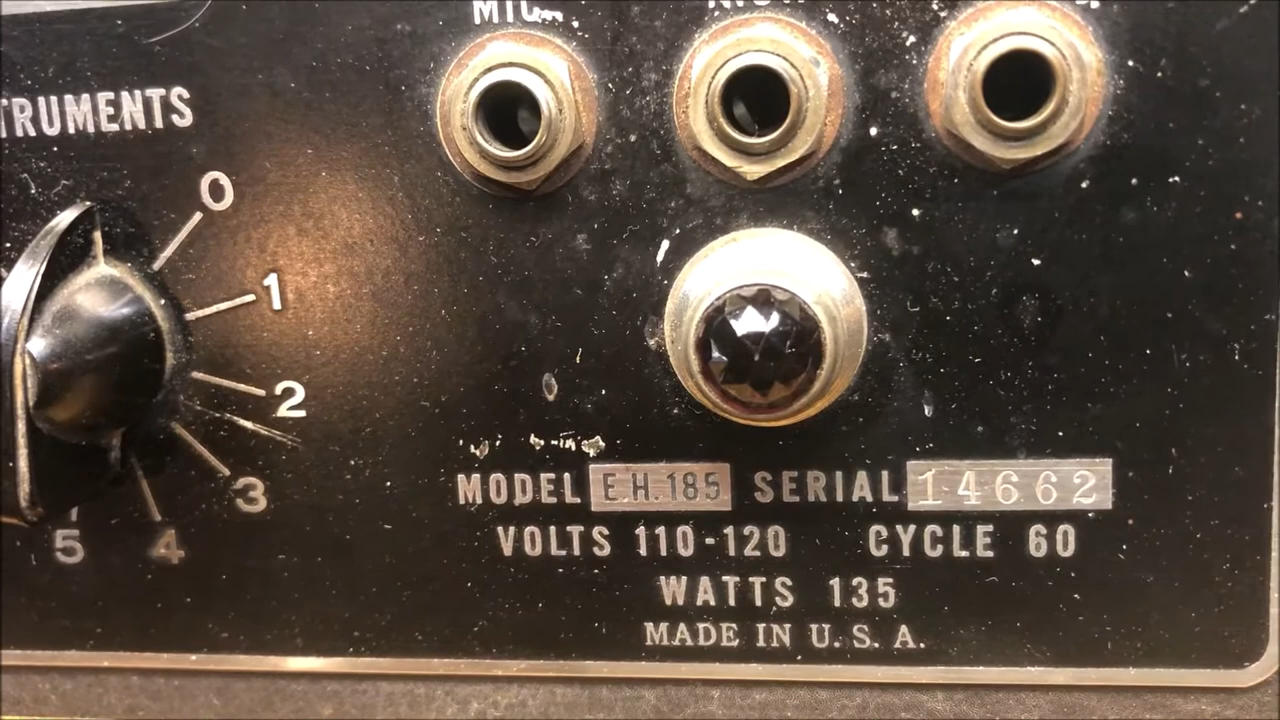 MIC.
TRUMENTS
0
1
2
3
4
5
MODEL E.H.185 SERIAL 14662
VOLTS 110-120 CYCLE 60
WATTS 135
MADE IN U.S.A.